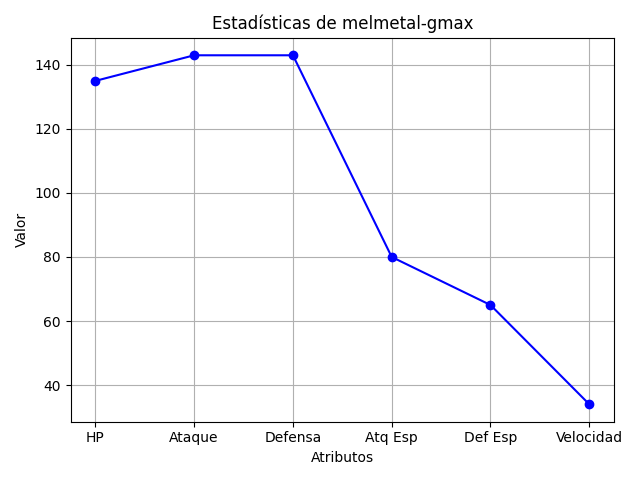 Estadísticas de melmetal-gmax
140
120
100
80
60
40
Valor
HP Ataque Defensa Atq Esp Def Esp Velocidad
Atributos